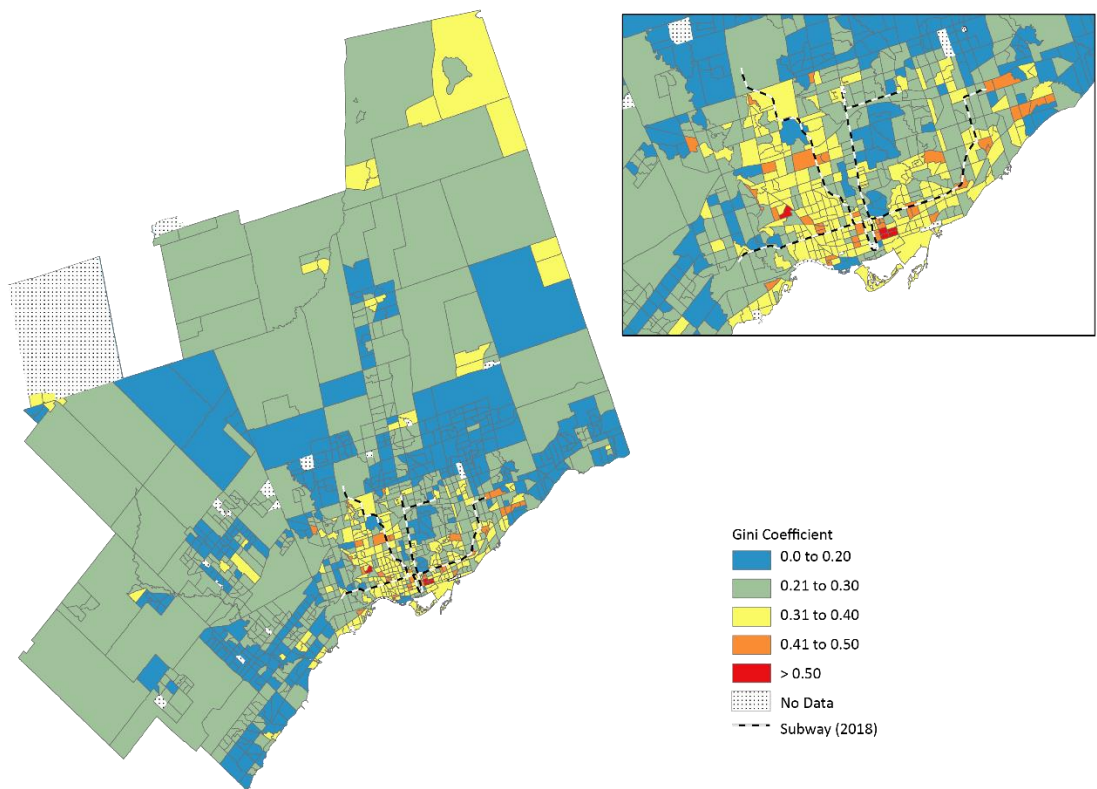 Gini Coefficient
0.0 to 0.20
0.21 to 0.30
0.31 to 0.40
0.41 to 0.50
> 0.50
No Data
Subway (2018)